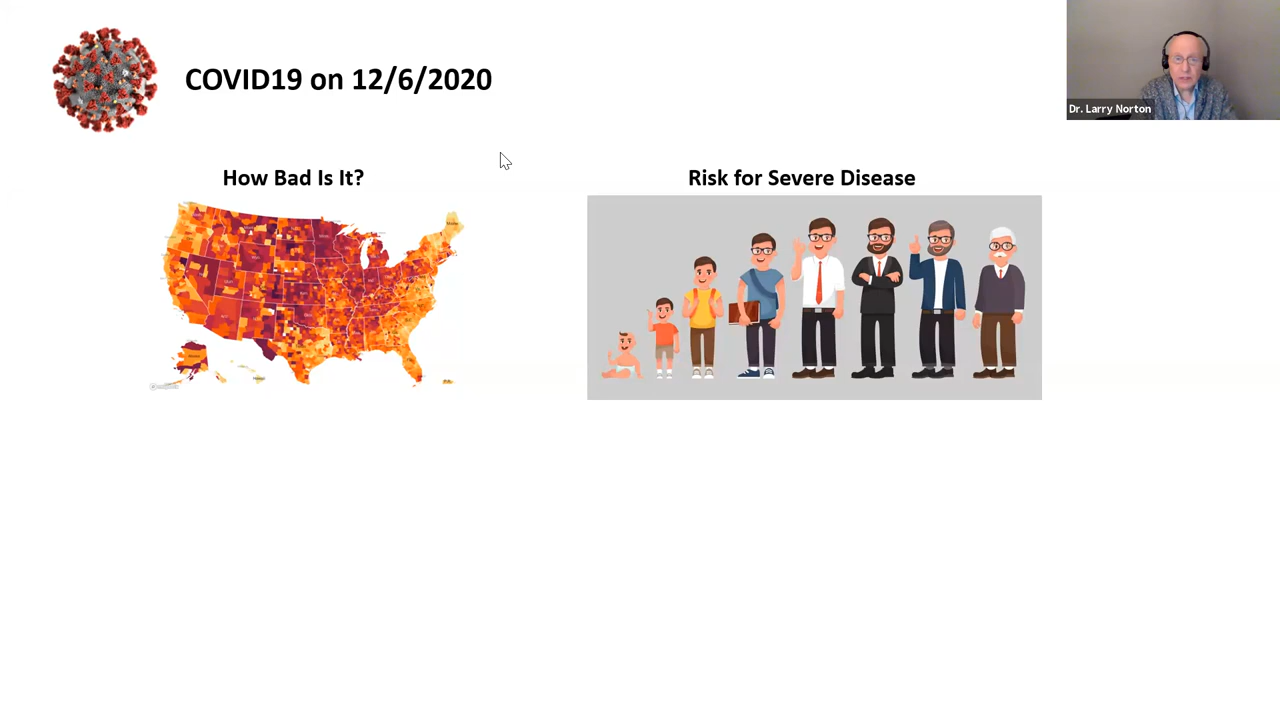 COVID19 on 12/6/2020
Dr. Larry Norton
How Bad Is It?
Risk for Severe Disease